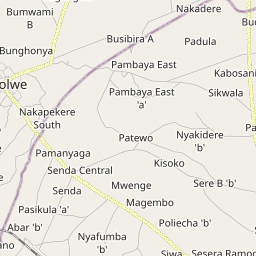 Bumwami
B
Nakadere
Busibira A
Padula
Bunghonya
Pambaya East
Kabosani
olwe
Pambaya East
'a'
Sikwala
Nakapekere
South
Patewo
Nyakidere
'b'
Pamanyaga
Kisoko
Senda Central
Senda
Mwenge
Sere B 'b'
Magembo
Pasikula 'a'
Poliecha 'b'
Abar 'b'
Nyafumba
'b'
Siwa
Sesera Ramo